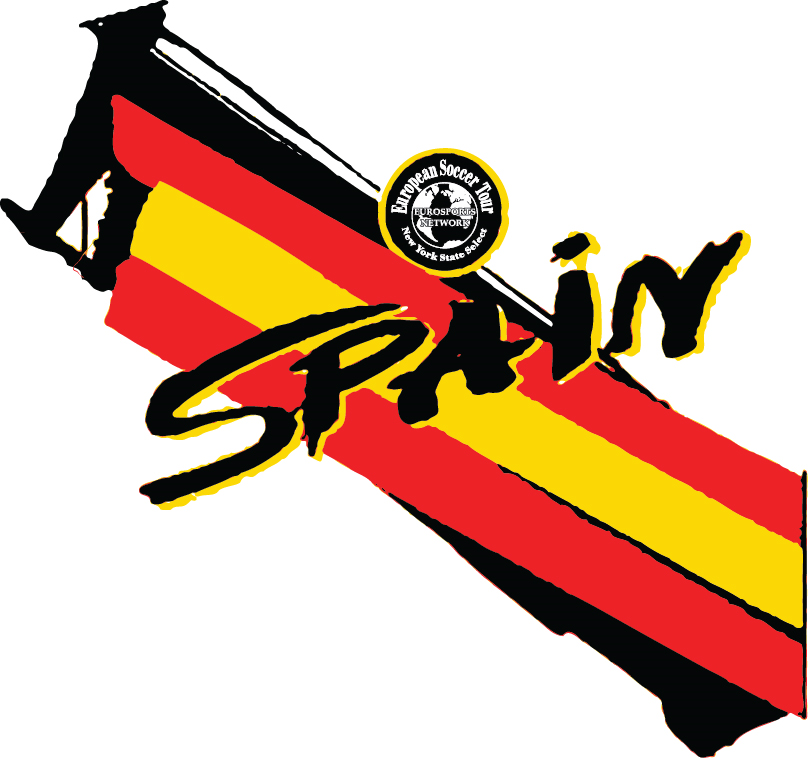 European Soccer Tour
EUROSPORTS
NETWORK
New York State Select
SPAiN